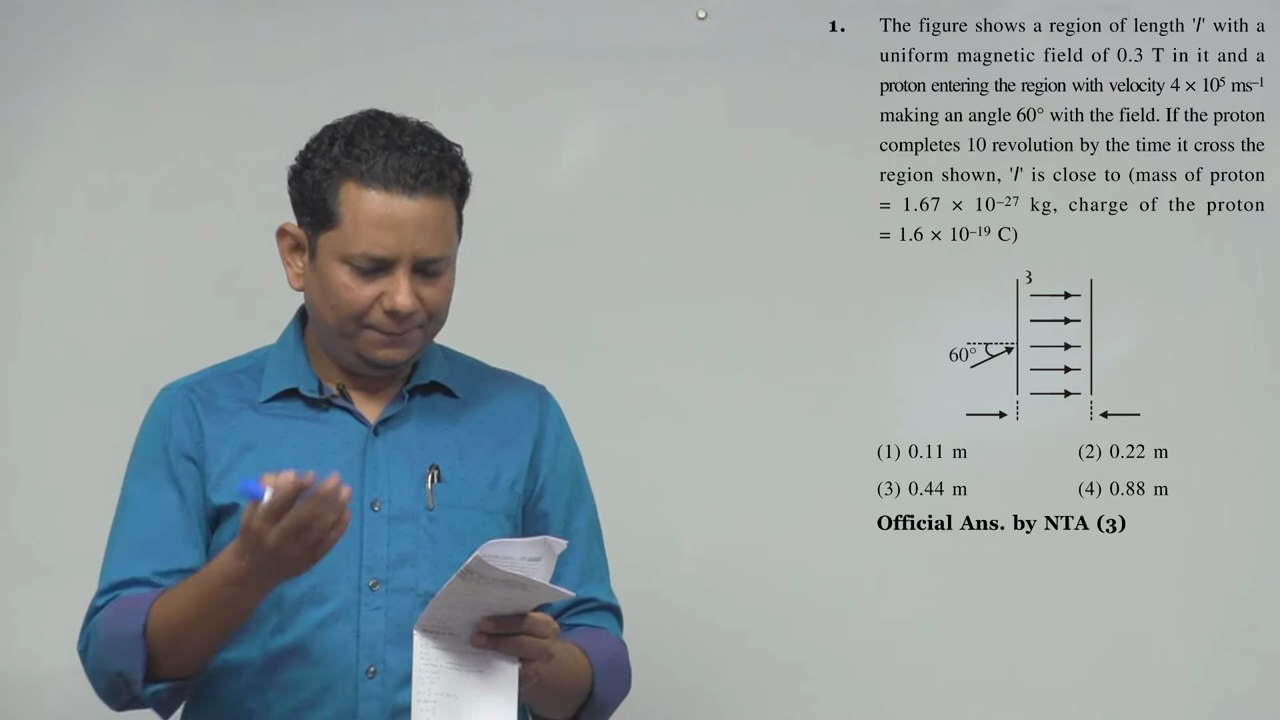 1. The figure shows a region of length 'l' with a
uniform magnetic field of 0.3 T in it and a
proton entering the region with velocity 4 × 10⁵ ms⁻¹
making an angle 60° with the field. If the proton
completes 10 revolution by the time it cross the
region shown, 'l' is close to (mass of proton
= 1.67 × 10⁻²⁷ kg, charge of the proton
= 1.6 × 10⁻¹⁹ C)
60°
(1) 0.11 m (2) 0.22 m
(3) 0.44 m (4) 0.88 m
Official Ans. by NTA (3)